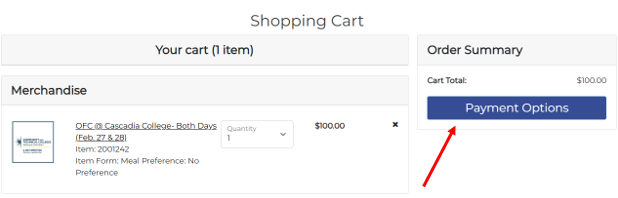 Shopping Cart
Your cart (1 item)
Merchandise
OFC @ Cascadia College- Both Days
(Feb. 27 & 28)
Item: 2001242
Item Form: Meal Preference: No
Preference
Quantity
1
$100.00
×
Order Summary
Cart Total: $100.00
Payment Options